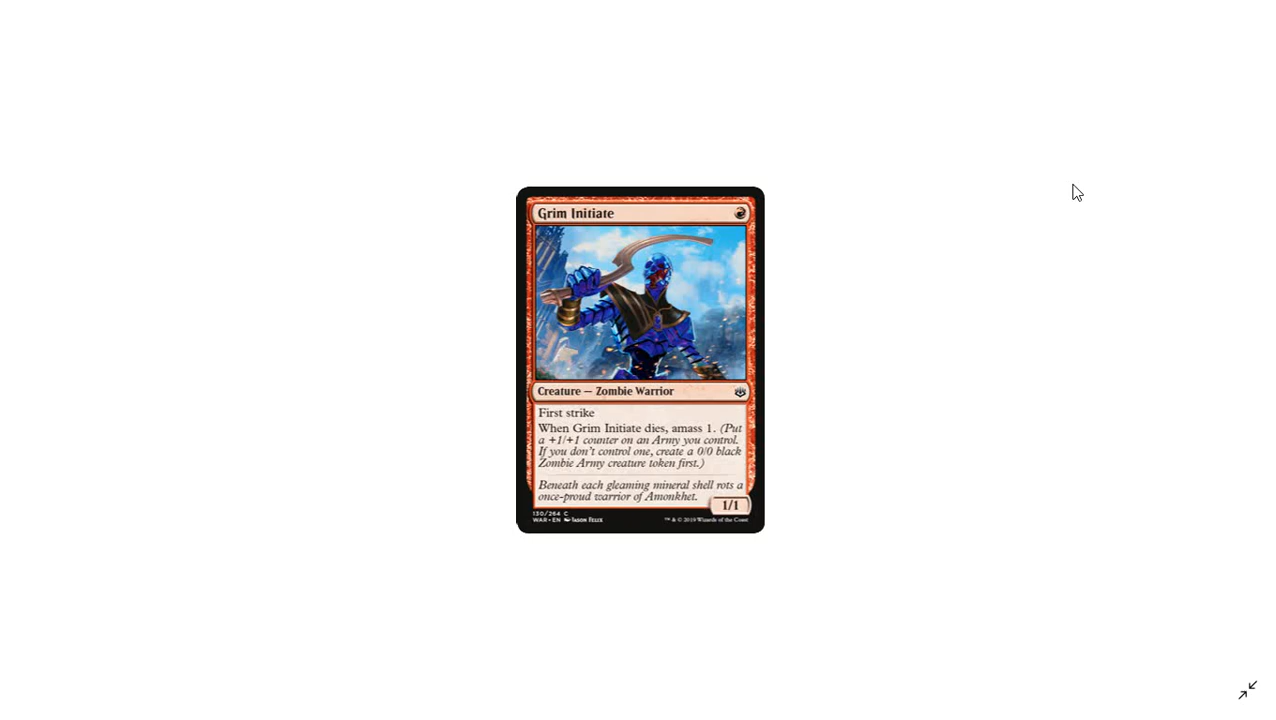 Grim Initiate
Creature — Zombie Warrior
First strike
When Grim Initiate dies, amass 1. (Put
a +1/+1 counter on an Army you control.
If you don't control one, create a 0/0 black
Zombie Army creature token first.)
Beneath each gleaming mineral shell rots a
once-proud warrior of Amonkhet.
1/1
130/264 C
WAR • EN Jason Felix
™ & © 2019 Wizards of the Coast